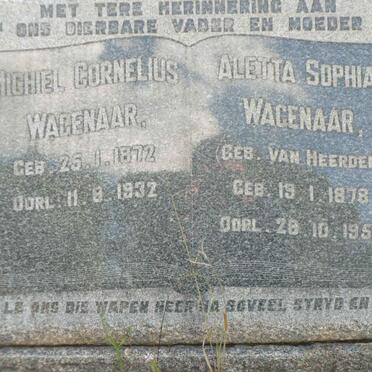 MET TERE HERINNERING AAN
ONS DIERBARE VADER EN MOEDER
MICHIEL CORNELIUS
WAGENAAR,
GEB. 25.1.1872
OORL. 11.8.1932
ALETTA SOPHIA
WAGENAAR,
(GEB. VAN HEERDEN
GEB. 19.1.1878
OORL. 28.10.195
LE ONS DIE WAPEN NEER NA SOVEEL STRYD EN